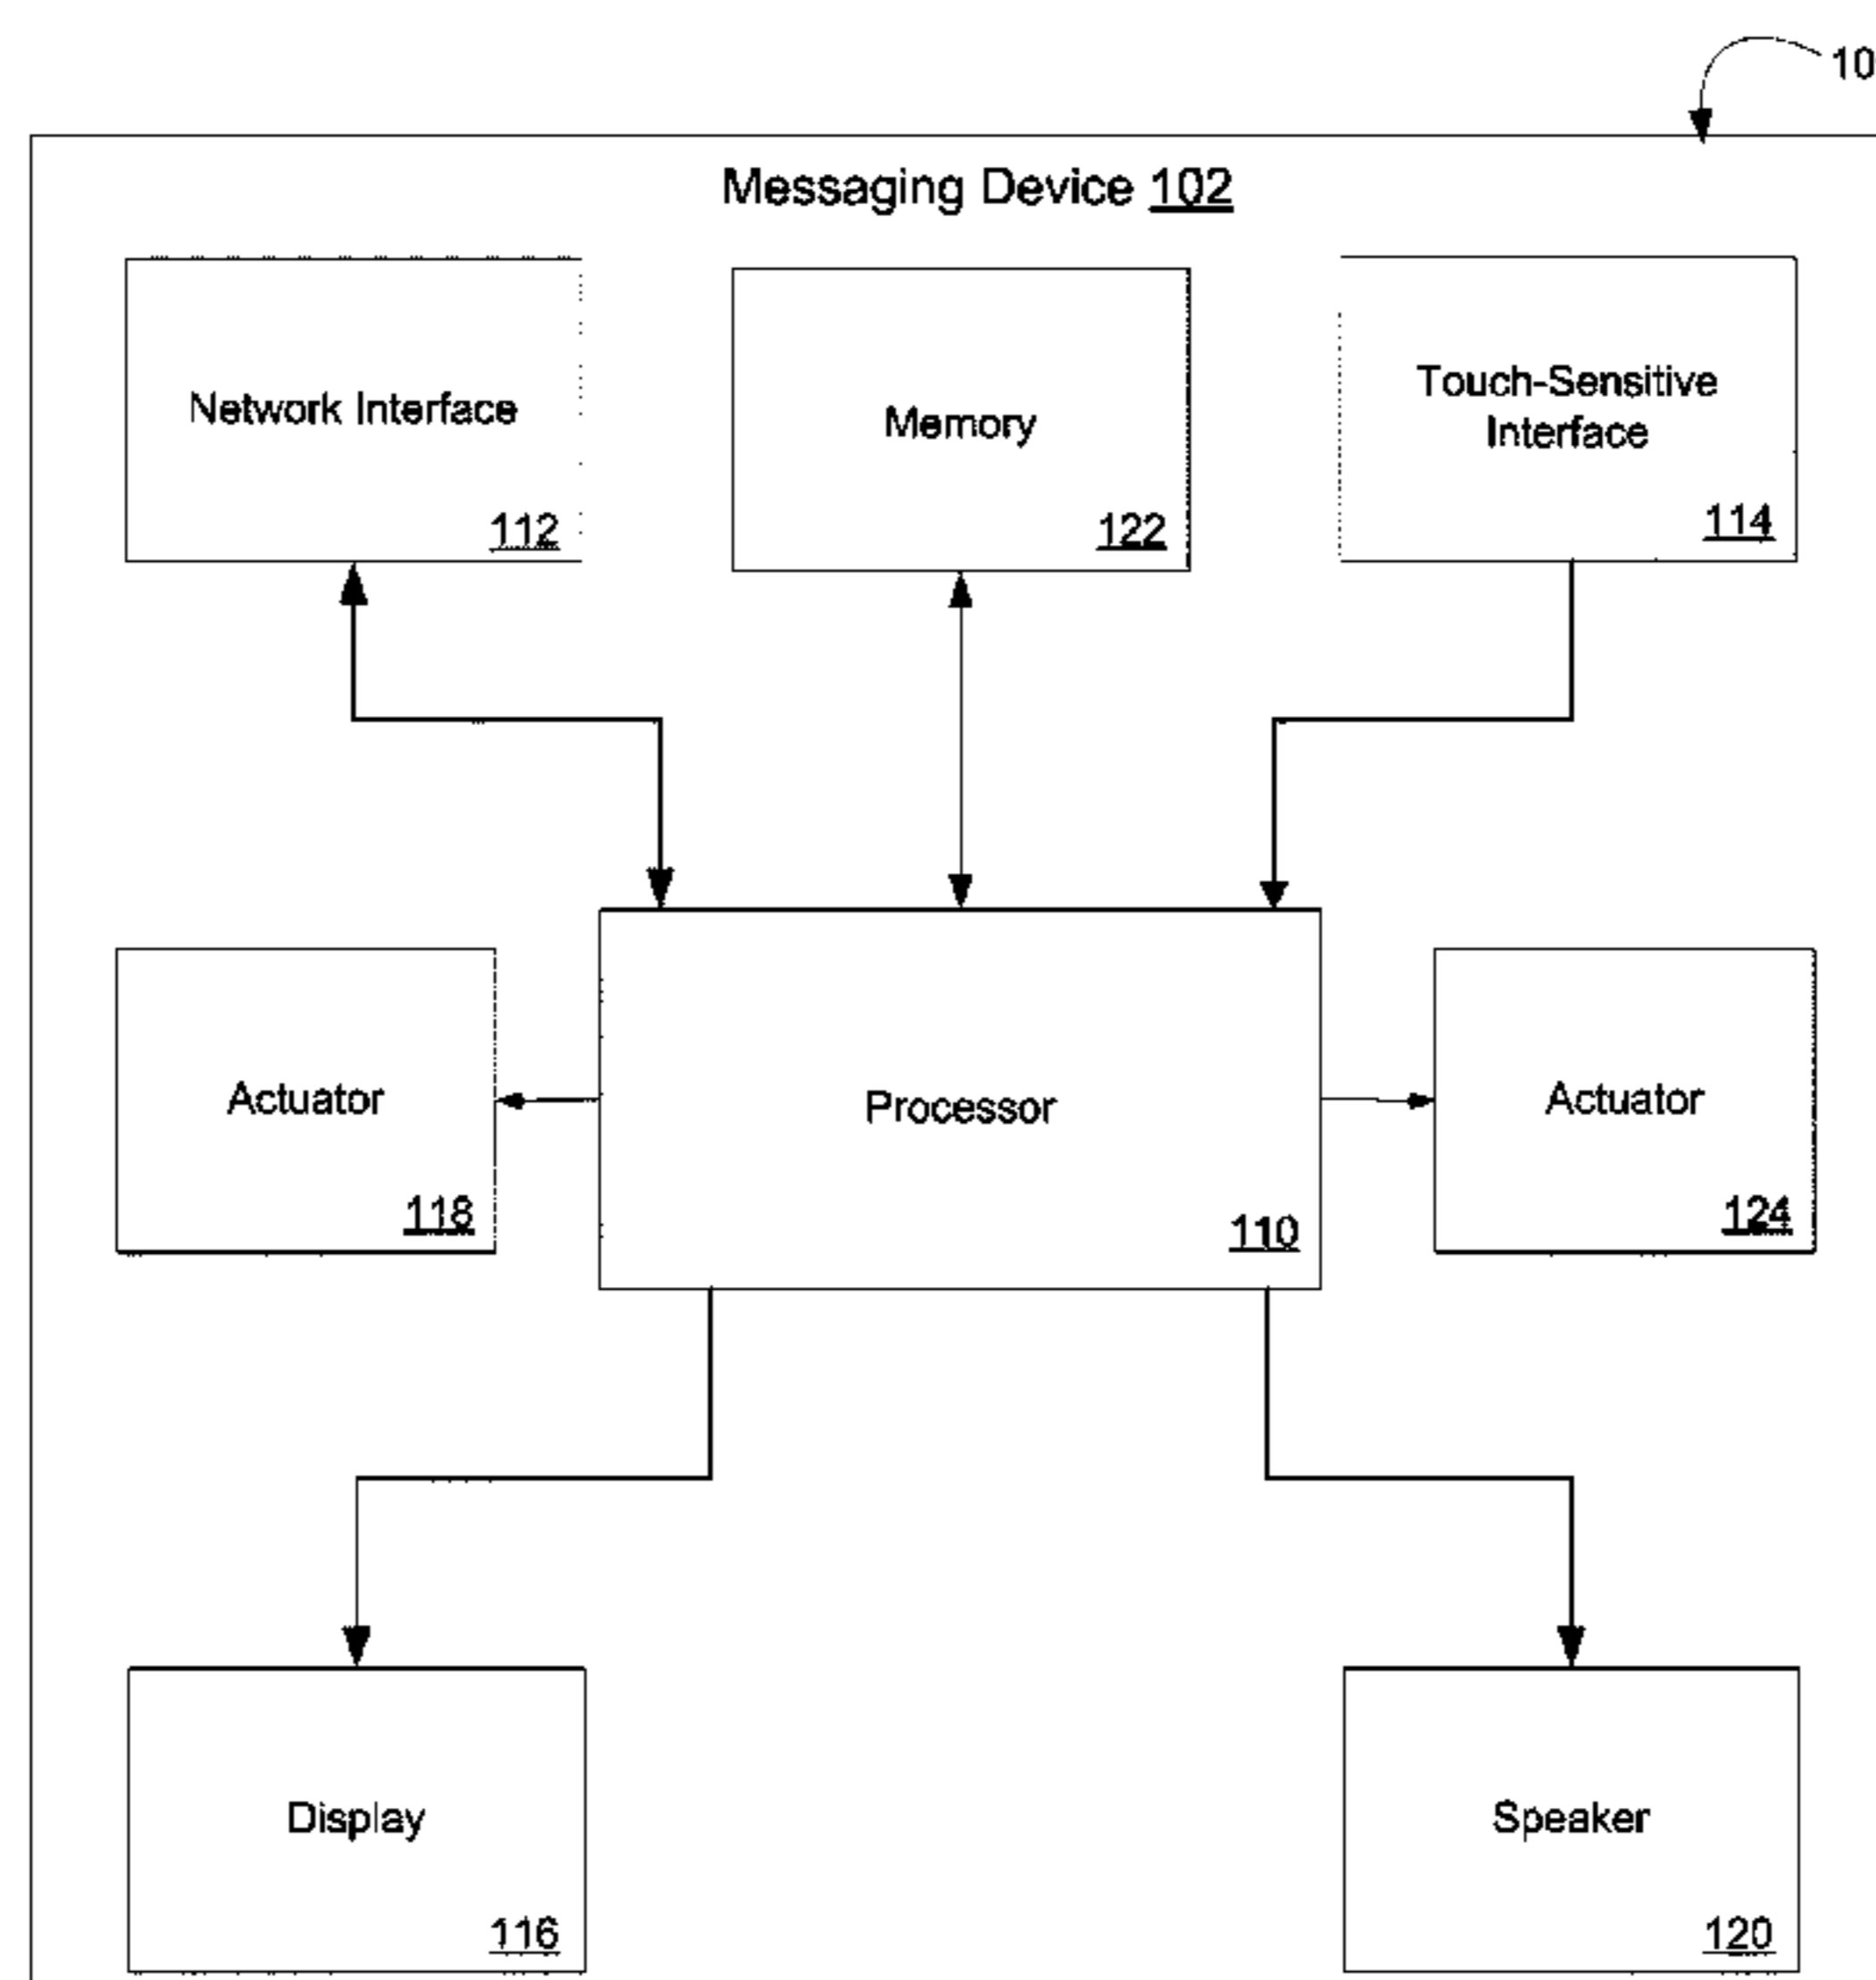 10
Messaging Device 102
Network Interface
112
Memory
122
Touch-Sensitive
Interface
114
Actuator
118
Processor
110
Actuator
124
Display
116
Speaker
120